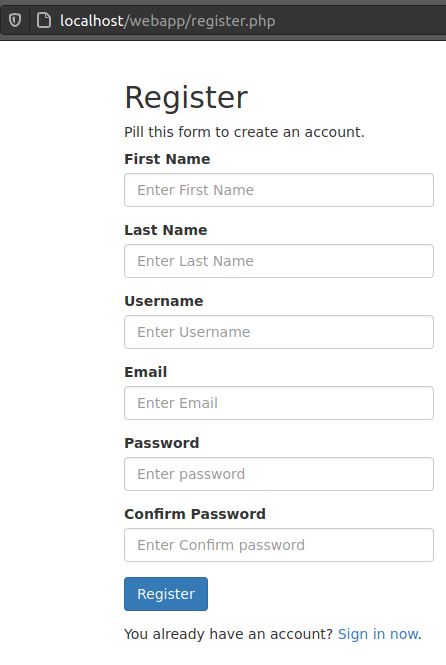 localhost/webapp/register.php
Register
Pill this form to create an account.
First Name
Enter First Name
Last Name
Enter Last Name
Username
Enter Username
Email
Enter Email
Password
Enter password
Confirm Password
Enter Confirm password
Register
You already have an account? Sign in now.